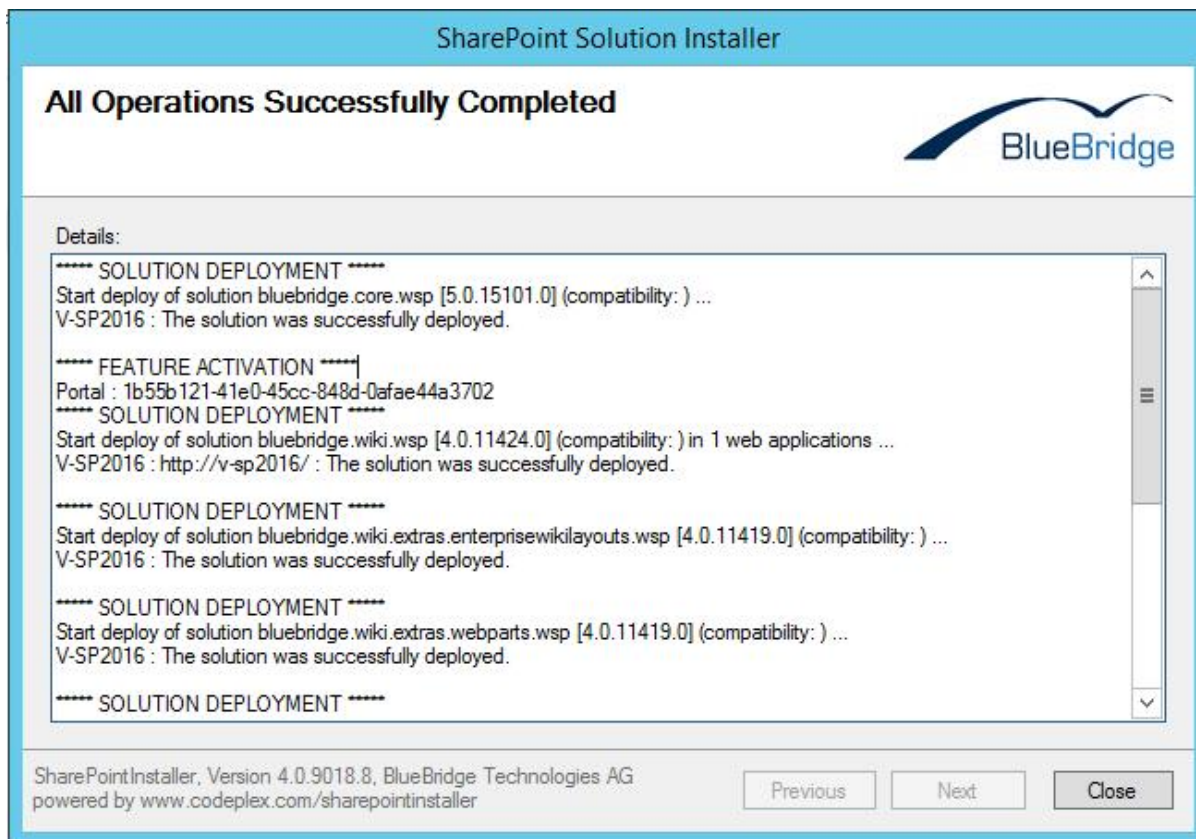 SharePoint Solution Installer
All Operations Successfully Completed
BlueBridge
Details:
***** SOLUTION DEPLOYMENT *****
Start deploy of solution bluebridge.core.wsp [5.0.15101.0] (compatibility: ) ...
V-SP2016 : The solution was successfully deployed.
***** FEATURE ACTIVATION *****
Portal : 1b55b121-41e0-45cc-848d-0afae44a3702
***** SOLUTION DEPLOYMENT *****
Start deploy of solution bluebridge.wiki.wsp [4.0.11424.0] (compatibility: ) in 1 web applications ...
V-SP2016 : http://v-sp2016/ : The solution was successfully deployed.
***** SOLUTION DEPLOYMENT *****
Start deploy of solution bluebridge.wiki.extras.enterprisewikilayouts.wsp [4.0.11419.0] (compatibility: ) ...
V-SP2016 : The solution was successfully deployed.
***** SOLUTION DEPLOYMENT *****
Start deploy of solution bluebridge.wiki.extras.webparts.wsp [4.0.11419.0] (compatibility: ) ...
V-SP2016 : The solution was successfully deployed.
***** SOLUTION DEPLOYMENT *****
SharePointInstaller, Version 4.0.9018.8, BlueBridge Technologies AG
powered by www.codeplex.com/sharepointinstaller
Previous Next Close